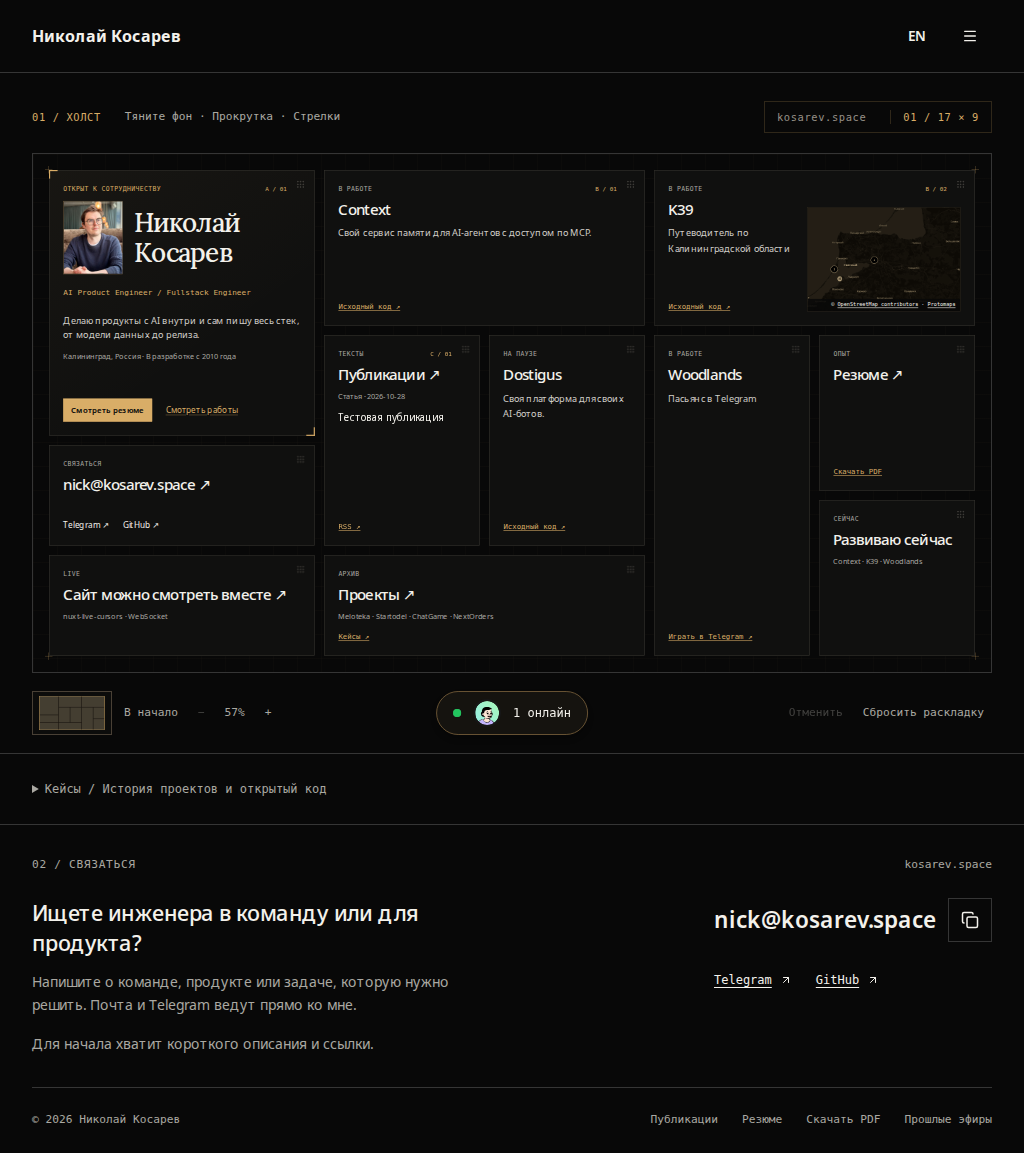 Николай Косарев
EN
01 / ХОЛСТ
Тяните фон · Прокрутка · Стрелки
kosarev.space
01 / 17 × 9
ОТКРЫТ К СОТРУДНИЧЕСТВУ
A / 01
Николай
Косарев
AI Product Engineer / Fullstack Engineer
Делаю продукты с AI внутри и сам пишу весь стек,
от модели данных до релиза.
Калининград, Россия · В разработке с 2010 года
Смотреть резюме
Смотреть работы
В РАБОТЕ
B / 01
Context
Свой сервис памяти для AI-агентов с доступом по MCP.
Исходный код ↗
В РАБОТЕ
B / 02
K39
Путеводитель по
Калининградской области
Исходный код ↗
© OpenStreetMap contributors · Protomaps
ТЕКСТЫ
C / 01
Публикации ↗
Статья · 2026-10-28
Тестовая публикация
RSS ↗
НА ПАУЗЕ
Dostigus
Своя платформа для своих
AI-ботов.
Исходный код ↗
В РАБОТЕ
Woodlands
Пасьянс в Telegram
Играть в Telegram ↗
ОПЫТ
Резюме ↗
Скачать PDF
СВЯЗАТЬСЯ
nick@kosarev.space ↗
Telegram ↗
GitHub ↗
СЕЙЧАС
Развиваю сейчас
Context · K39 · Woodlands
LIVE
Сайт можно смотреть вместе ↗
nuxt-live-cursors · WebSocket
АРХИВ
Проекты ↗
Meloteka · Startodel · ChatGame · NextOrders
Кейсы ↗
В начало
−
57%
+
1 онлайн
Отменить
Сбросить раскладку
Кейсы / История проектов и открытый код
02 / СВЯЗАТЬСЯ
kosarev.space
Ищете инженера в команду или для
продукта?
nick@kosarev.space
Напишите о команде, продукте или задаче, которую нужно
решить. Почта и Telegram ведут прямо ко мне.
Telegram
GitHub
Для начала хватит короткого описания и ссылки.
© 2026 Николай Косарев
Публикации
Резюме
Скачать PDF
Прошлые эфиры